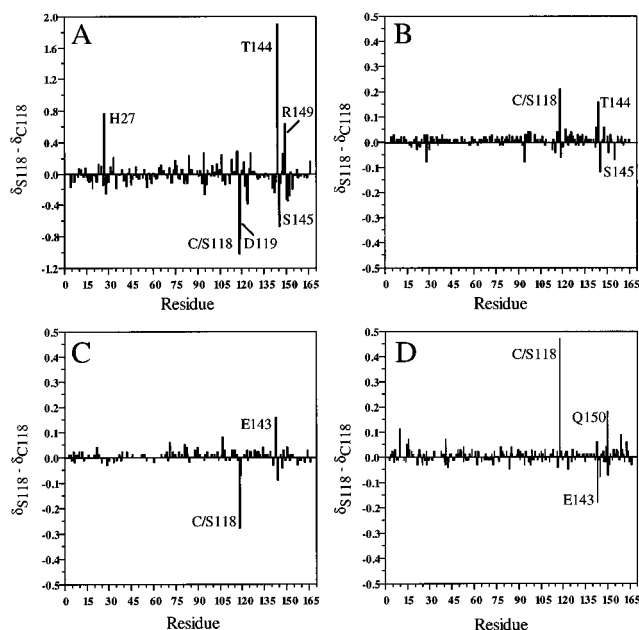 A
2.0
1.6
1.2
0.8
0.4
0.0
-0.4
-0.8
-1.2
δS118 - δC118
T144
H27
R149
S145
C/S118
D119
0 15 30 45 60 75 90 105 120 135 150 165
Residue
B
0.5
0.4
0.3
0.2
0.1
0.0
-0.1
-0.2
-0.3
-0.4
-0.5
δS118 - δC118
C/S118
T144
S145
0 15 30 45 60 75 90 105 120 135 150 165
Residue
C
0.5
0.4
0.3
0.2
0.1
0.0
-0.1
-0.2
-0.3
-0.4
-0.5
δS118 - δC118
E143
C/S118
0 15 30 45 60 75 90 105 120 135 150 165
Residue
D
0.5
0.4
0.3
0.2
0.1
0.0
-0.1
-0.2
-0.3
-0.4
-0.5
δS118 - δC118
C/S118
Q150
E143
0 15 30 45 60 75 90 105 120 135 150 165
Residue